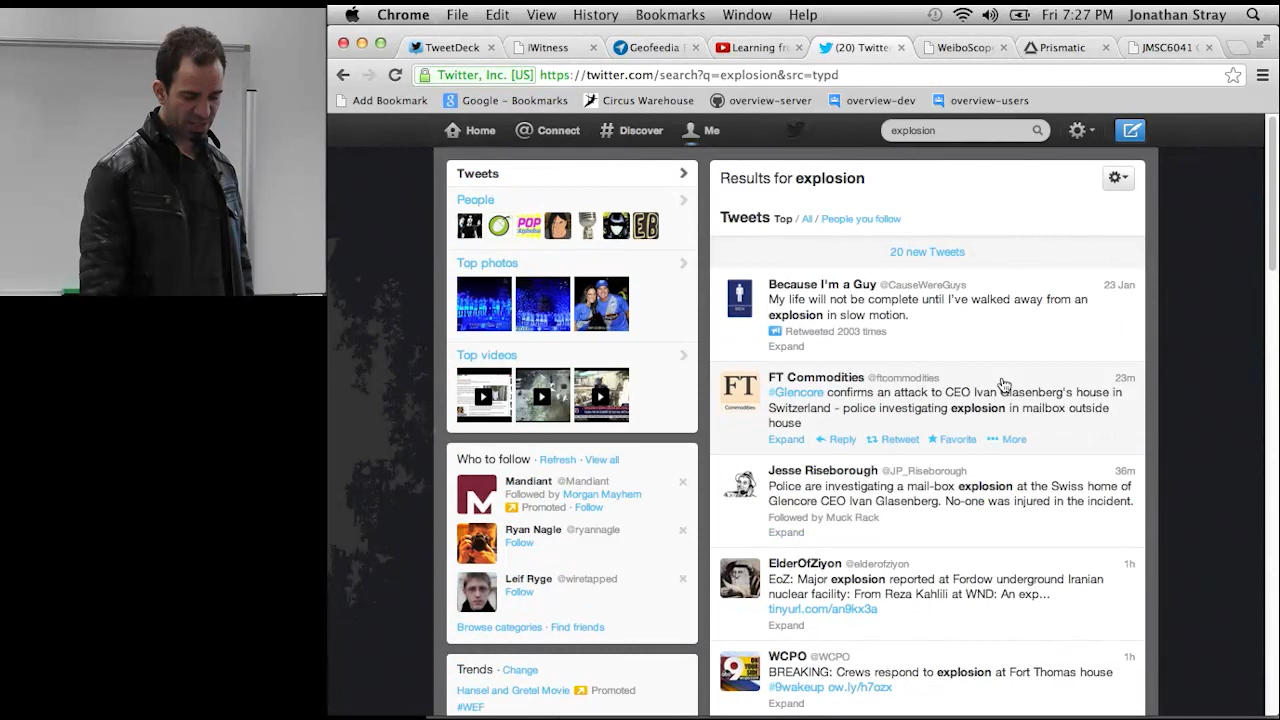 Chrome File Edit View History Bookmarks Window Help Fri 7:27 PM Jonathan Stray
TweetDeck
iWitness
Geofeedia
Learning fro
(20) Twitte
WeiboScop
Prismatic
JMSC6041
Twitter, Inc. [US] https://twitter.com/search?q=explosion&src=typd
Add Bookmark Google - Bookmarks Circus Warehouse overview-server overview-dev overview-users
Home Connect Discover Me
explosion
Tweets
People
POP
EB
Top photos
Top videos
Who to follow · Refresh · View all
Mandiant @Mandiant
Followed by Morgan Mayhem
Promoted · Follow
Ryan Nagle @ryannagle
Follow
Leif Ryge @wiretapped
Follow
Browse categories · Find friends
Trends · Change
Hansel and Gretel Movie Promoted
#WEF
Results for explosion
Tweets Top / All / People you follow
20 new Tweets
Because I'm a Guy @CauseWereGuys 23 Jan
My life will not be complete until I've walked away from an
explosion in slow motion.
Retweeted 2003 times
Expand
FT
Commodities
FT Commodities @ftcommodities 23m
#Glencore confirms an attack to CEO Ivan Glasenberg's house in
Switzerland - police investigating explosion in mailbox outside
house
Expand Reply Retweet Favorite More
Jesse Riseborough @JP_Riseborough 36m
Police are investigating a mail-box explosion at the Swiss home of
Glencore CEO Ivan Glasenberg. No-one was injured in the incident.
Followed by Muck Rack
Expand
ElderOfZiyon @elderofziyon 1h
EoZ: Major explosion reported at Fordow underground Iranian
nuclear facility: From Reza Kahlili at WND: An exp...
tinyurl.com/an9kx3a
Expand
9
WCPO @WCPO 1h
BREAKING: Crews respond to explosion at Fort Thomas house
#9wakeup ow.ly/h7ozx
Expand